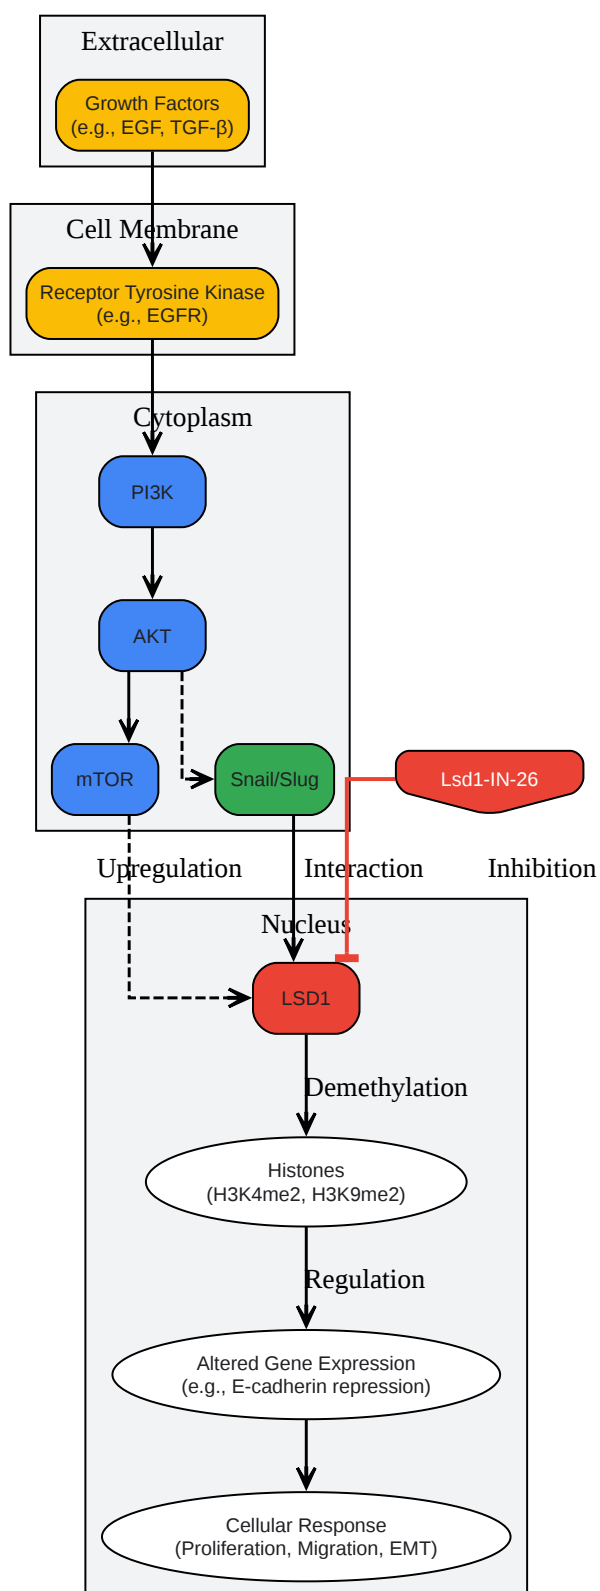 Extracellular
Growth Factors
(e.g., EGF, TGF-β)
Cell Membrane
Receptor Tyrosine Kinase
(e.g., EGFR)
Cytoplasm
PI3K
AKT
mTOR
Snail/Slug
Lsd1-IN-26
Upregulation
Interaction
Inhibition
Nucleus
LSD1
Demethylation
Histones
(H3K4me2, H3K9me2)
Regulation
Altered Gene Expression
(e.g., E-cadherin repression)
Cellular Response
(Proliferation, Migration, EMT)